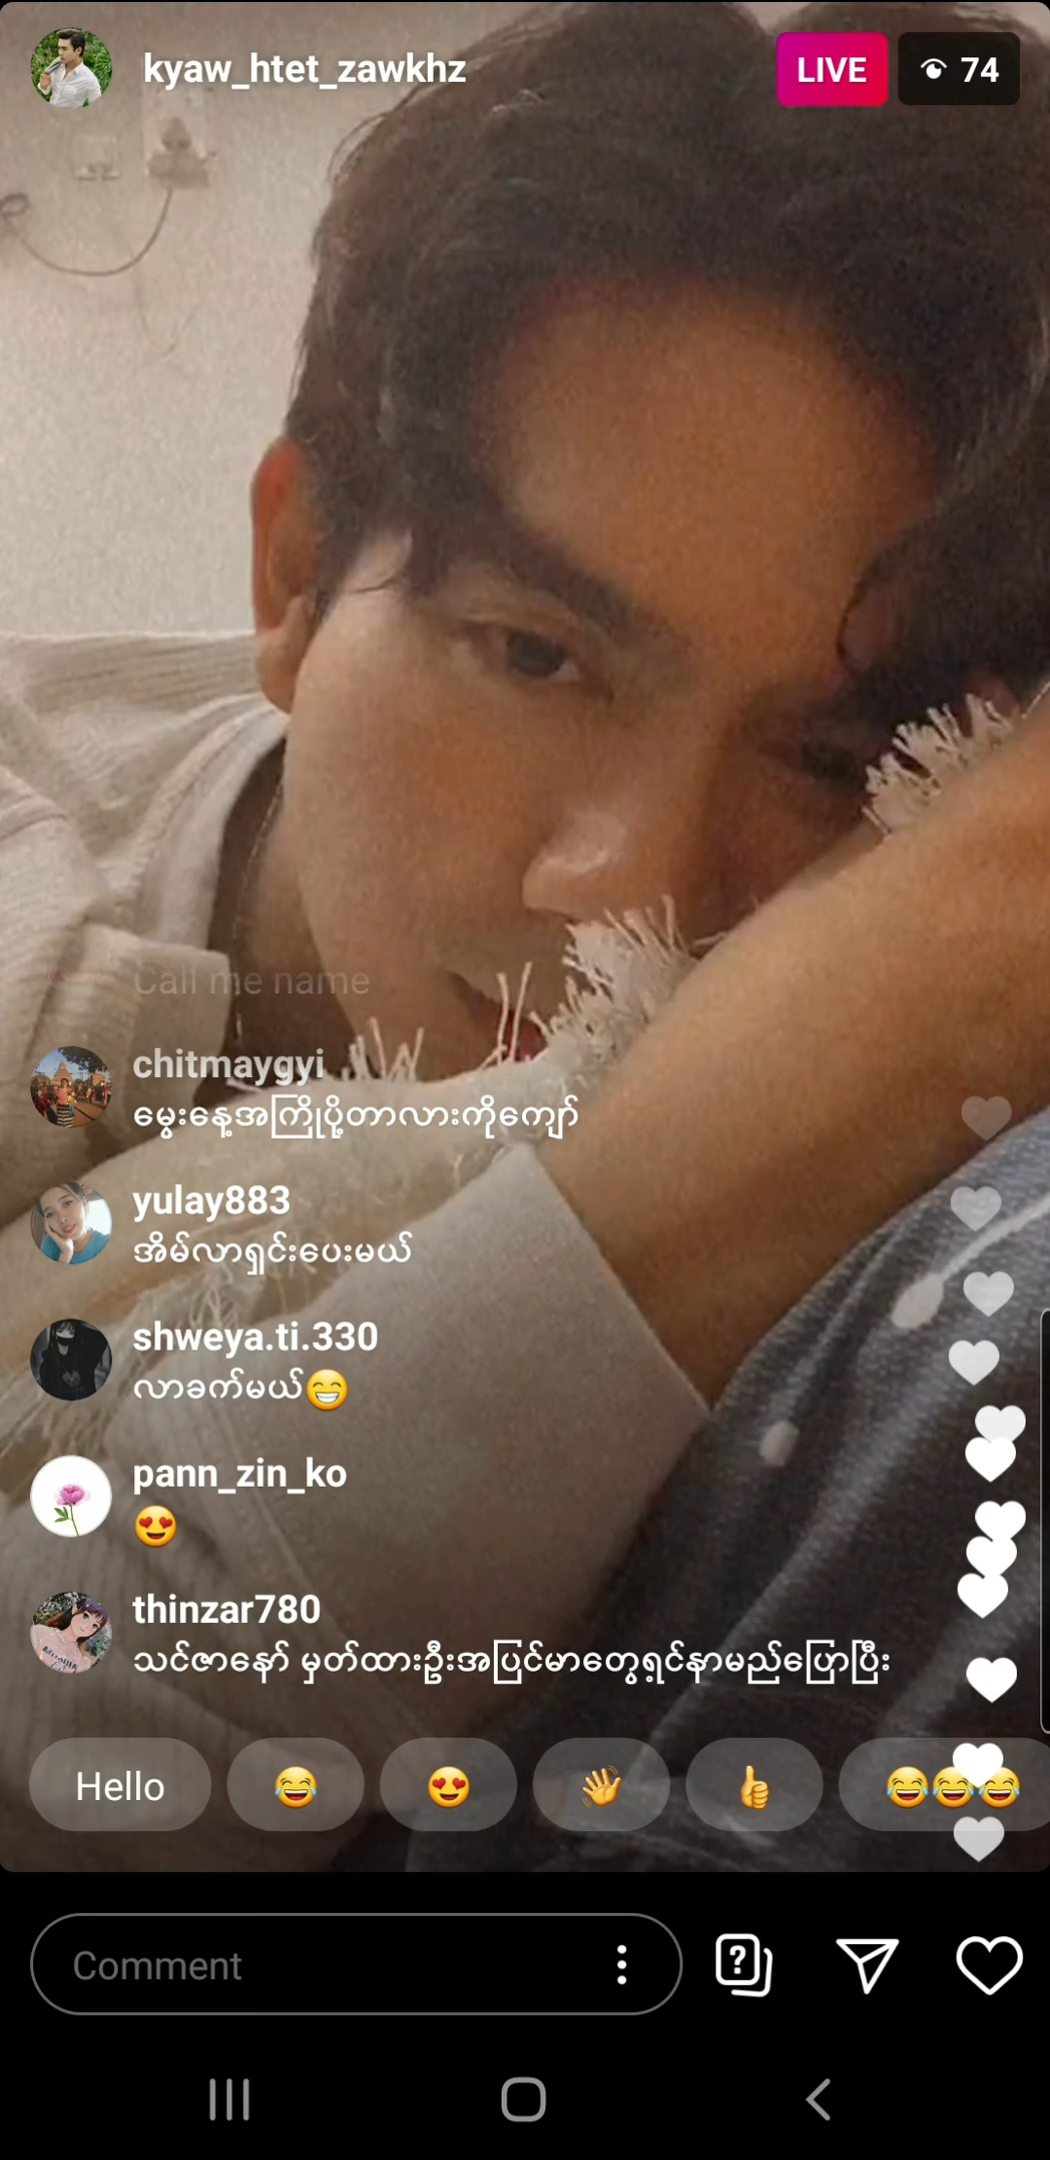 kyaw_htet_zawkhz
LIVE
74
Call me name
chitmaygyi
မွေးနေ့အကြိုပို့တာလားကိုကျော်
yulay883
အိမ်လာရှင်းပေးမယ်
shweya.ti.330
လာခက်မယ်😁
pann_zin_ko
😍
thinzar780
သင်ဇာနော် မှတ်ထားဦးအပြင်မာတွေ့ရင်နာမည်ပြောပြီး
Hello 😂 😍 👋 👍 😂😂😂
Comment